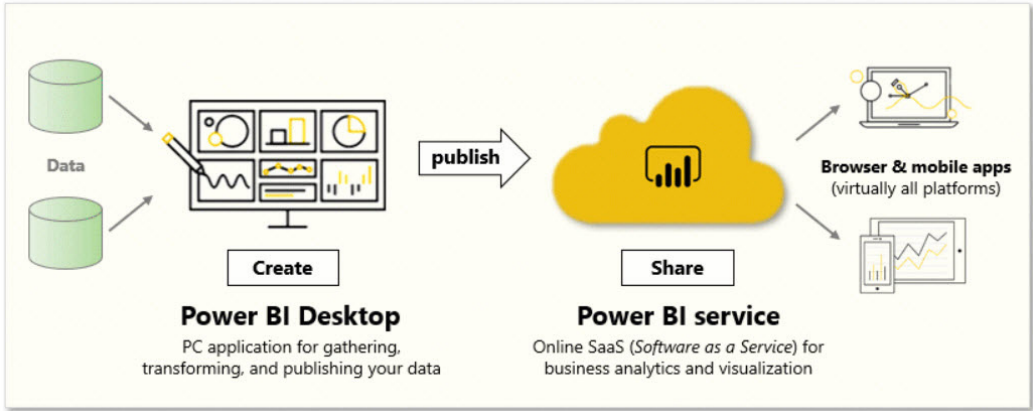 Data
publish
Create
Share
Power BI Desktop
PC application for gathering,
transforming, and publishing your data
Power BI service
Online SaaS (Software as a Service) for
business analytics and visualization
Browser & mobile apps
(virtually all platforms)